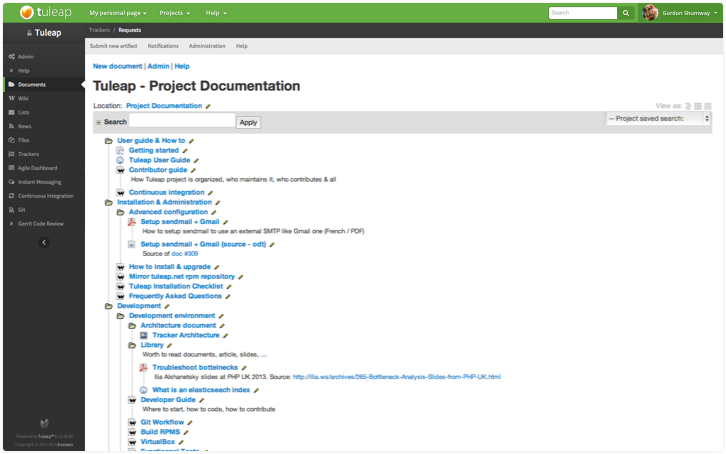 tuleap
My personal page
Projects
Help
Search
Gordon Shumway
Tuleap
Trackers / Requests
Submit new artifact Notifications Administration Help
Admin
Help
Documents
Wiki
Lists
News
Files
Trackers
Agile Dashboard
Instant Messaging
Continuous Integration
Git
Gerrit Code Review
Powered by Tuleap™
New document | Admin | Help
Tuleap - Project Documentation
Location: Project Documentation
View as:
Search
Apply
-- Project saved search:
User guide & How to
Getting started
Tuleap User Guide
Contributor guide
How Tuleap project is organized, who maintains it, who contributes & all
Continuous integration
Installation & Administration
Advanced configuration
Setup sendmail + Gmail
How to setup sendmail to use an external SMTP like Gmail one (French / PDF)
Setup sendmail + Gmail (source - odt)
Source of doc #309
How to install & upgrade
Mirror tuleap.net rpm repository
Tuleap Installation Checklist
Frequently Asked Questions
Development
Development environment
Architecture document
Tracker Architecture
Library
Worth to read documents, article, slides, ...
Troubleshoot bottelnecks
Ilia Alshanetsky slides at PHP UK 2013. Source: http://ilia.ws/archives/265-Bottleneck-Analysis-Slides-from-PHP-UK.html
What is an elasticseach index
Developer Guide
Where to start, how to code, how to contribute
Git Workflow
Build RPMS
VirtualBox